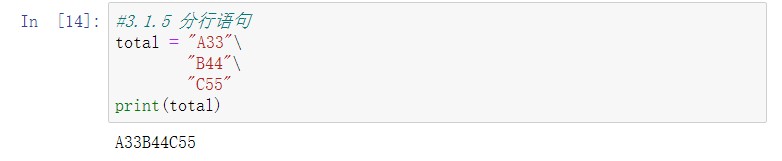 In [14]: #3.1.5 分行语句
total = "A33"\
"B44"\
"C55"
print(total)
A33B44C55